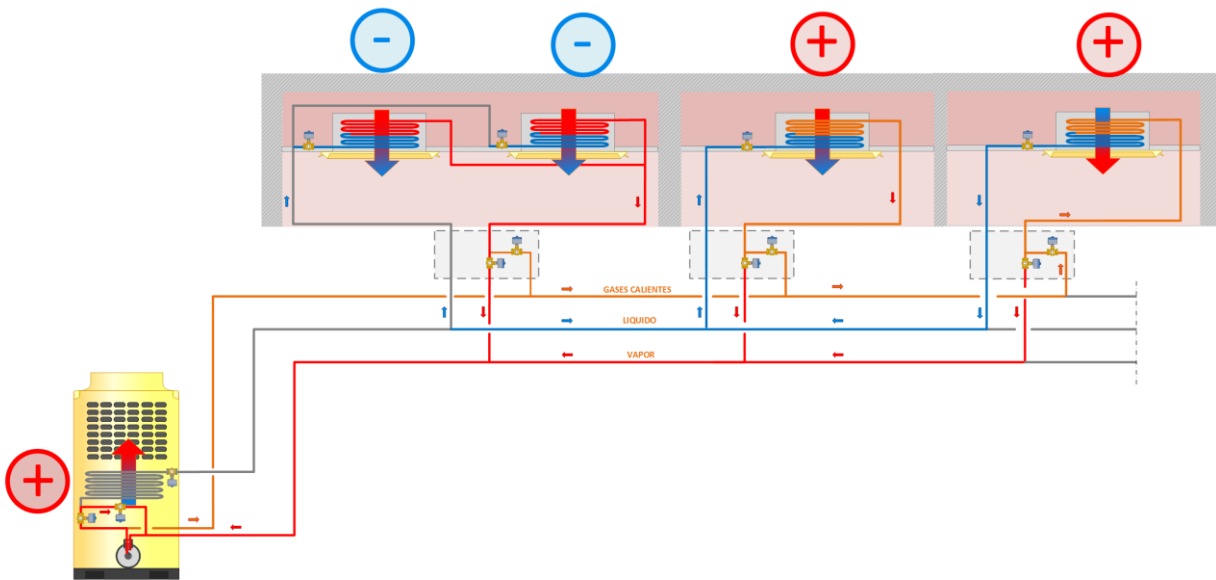 -
-
+
+
GASES CALIENTES
LIQUIDO
VAPOR
+